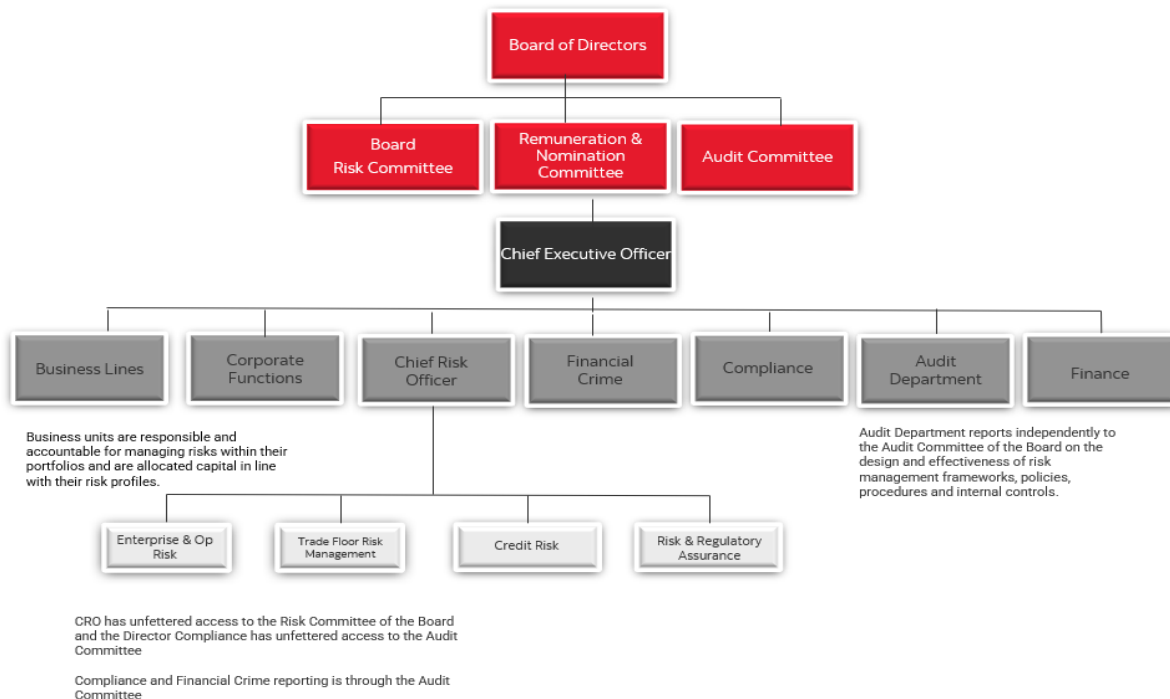 Board of Directors
Board
Risk Committee
Remuneration &
Nomination
Committee
Audit Committee
Chief Executive Officer
Business Lines
Corporate
Functions
Chief Risk
Officer
Financial
Crime
Compliance
Audit
Department
Finance
Business units are responsible and
accountable for managing risks within their
portfolios and are allocated capital in line
with their risk profiles.
Audit Department reports independently to
the Audit Committee of the Board on the
design and effectiveness of risk
management frameworks, policies,
procedures and internal controls.
Enterprise & Op
Risk
Trade Floor Risk
Management
Credit Risk
Risk & Regulatory
Assurance
CRO has unfettered access to the Risk Committee of the Board
and the Director Compliance has unfettered access to the Audit
Committee
Compliance and Financial Crime reporting is through the Audit
Committee